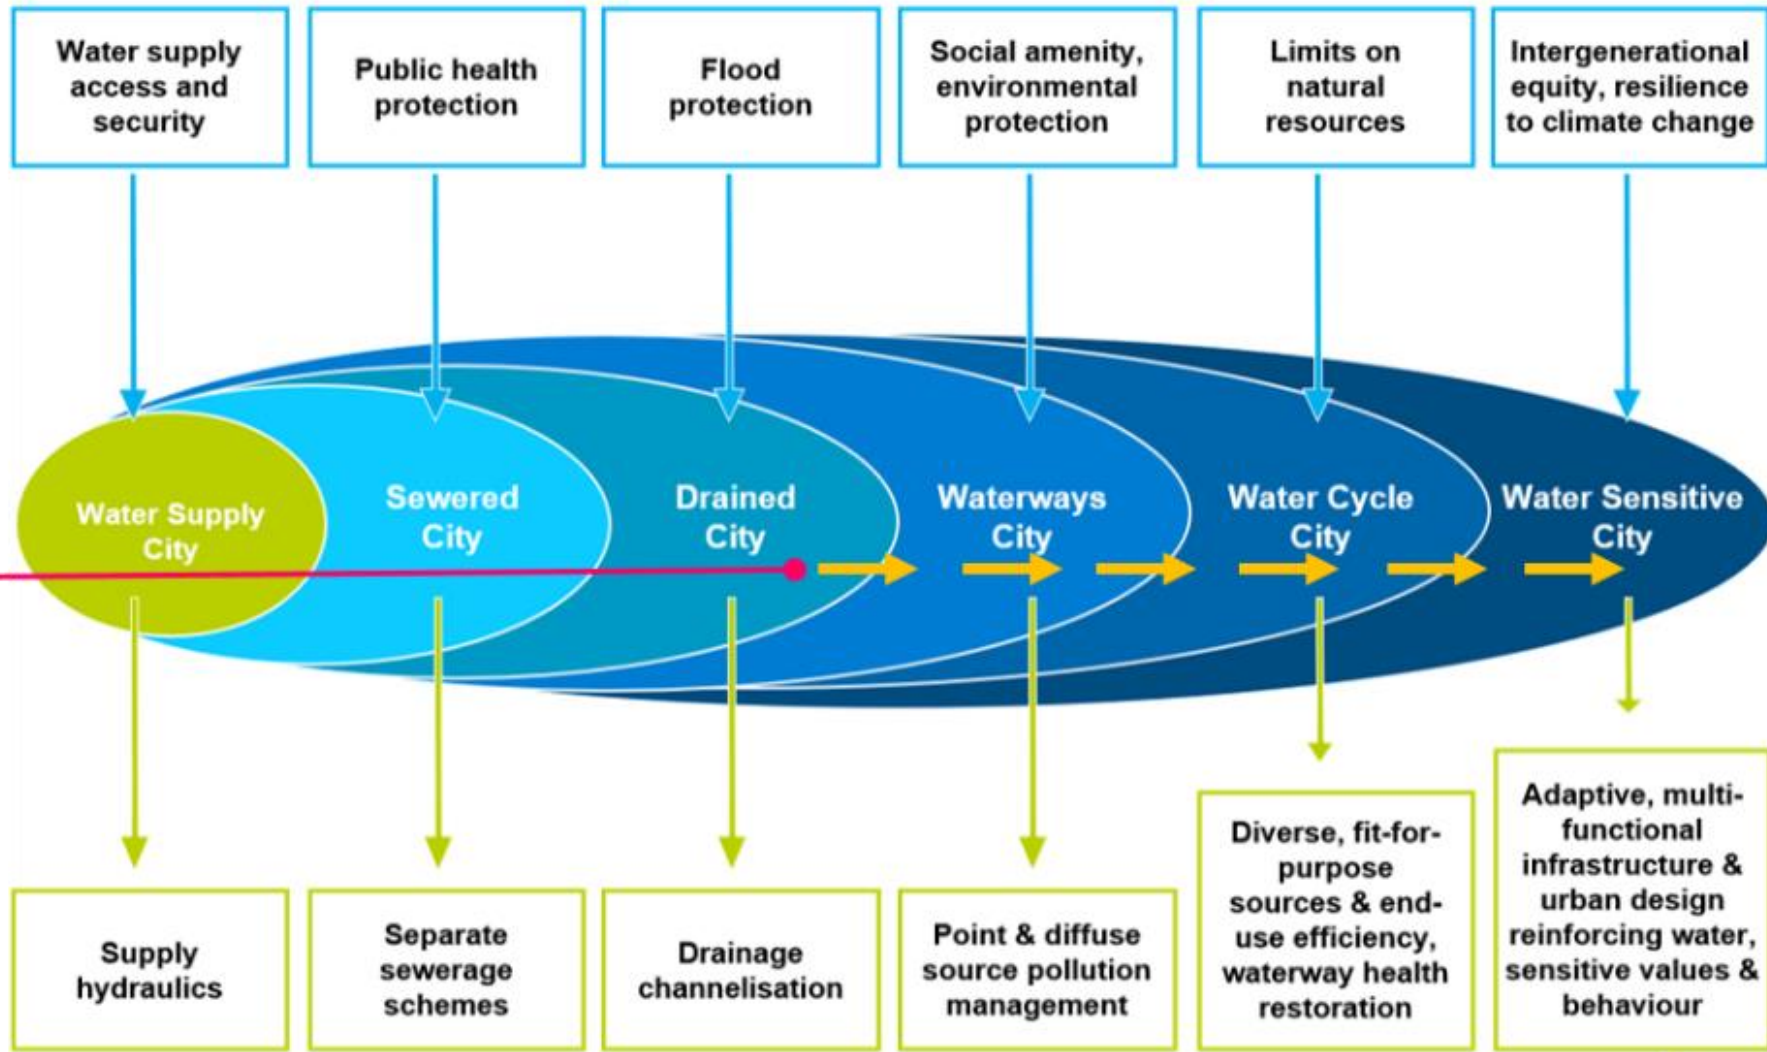 Water supply
access and
security
Public health
protection
Flood
protection
Social amenity,
environmental
protection
Limits on
natural
resources
Intergenerational
equity, resilience
to climate change
Water Supply
City
Sewered
City
Drained
City
Waterways
City
Water Cycle
City
Water Sensitive
City
Supply
hydraulics
Separate
sewerage
schemes
Drainage
channelisation
Point & diffuse
source pollution
management
Diverse, fit-for-
purpose
sources & end-
use efficiency,
waterway health
restoration
Adaptive, multi-
functional
infrastructure &
urban design
reinforcing water,
sensitive values &
behaviour